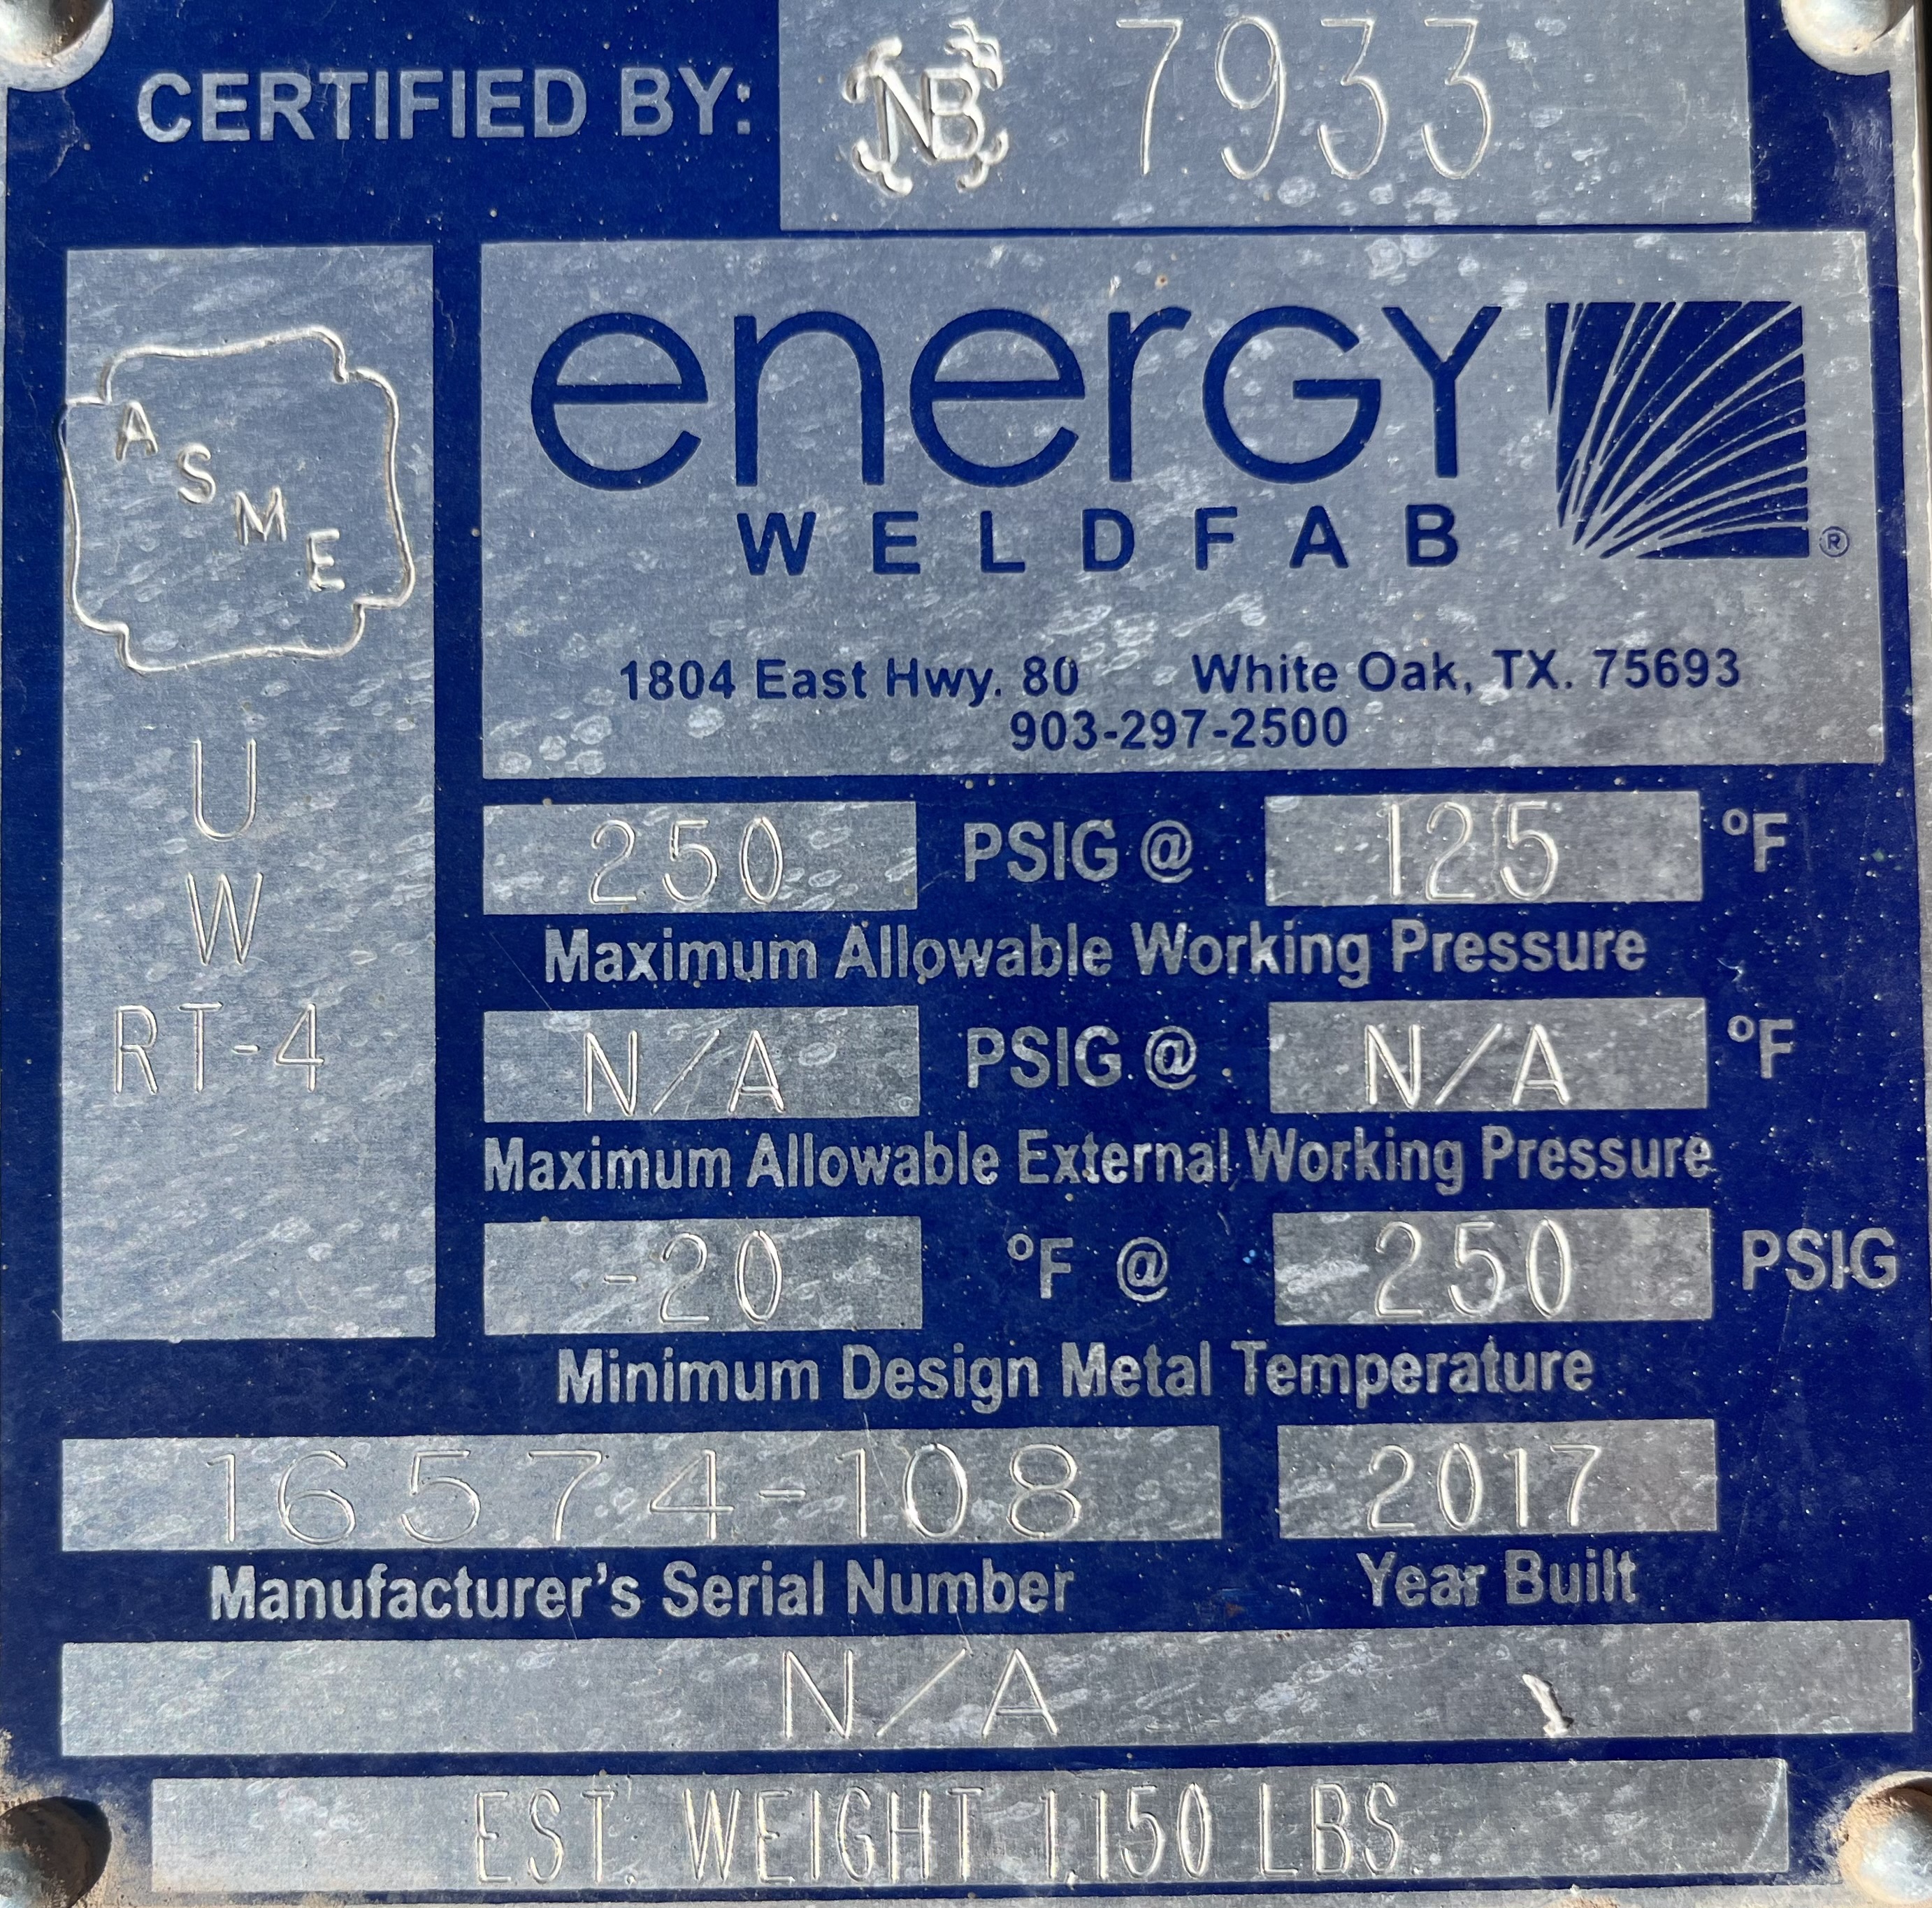 CERTIFIED BY: NB 7933
ASME
energy
WELDFAB ®
1804 East Hwy. 80 White Oak, TX. 75693
903-297-2500
U
W
RT-4
250 PSIG @ 125 °F
Maximum Allowable Working Pressure
N/A PSIG @ N/A °F
Maximum Allowable External Working Pressure
-20 °F @ 250 PSIG
Minimum Design Metal Temperature
16574-108 2017
Manufacturer's Serial Number Year Built
N/A
EST. WEIGHT 1,150 LBS.